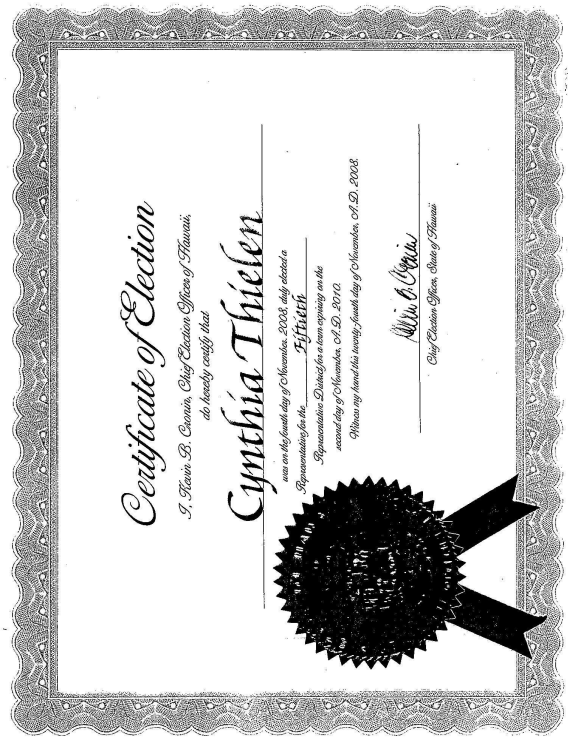 Certificate of Election
I, Kevin B. Cronin, Chief Election Officer of Hawaii,
do hereby certify that
Cynthia Thielen
was on the fourth day of November, 2008, duly elected a
Representative for the Fiftieth
Representative District for a term expiring on the
second day of November, A.D. 2010.
Witness my hand this twenty-fourth day of November, A.D. 2008.
Kevin B. Cronin
Chief Election Officer, State of Hawaii